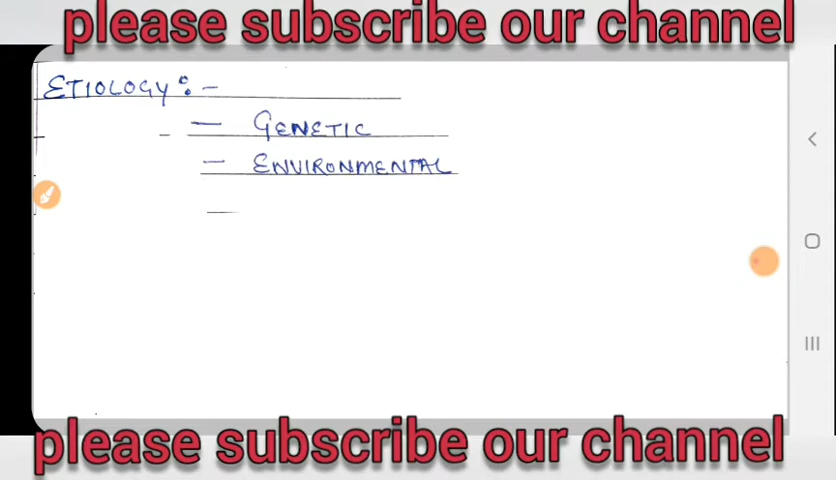 please subscribe our channel
ETIOLOGY:-
- GENETIC
- ENVIRONMENTAL
please subscribe our channel